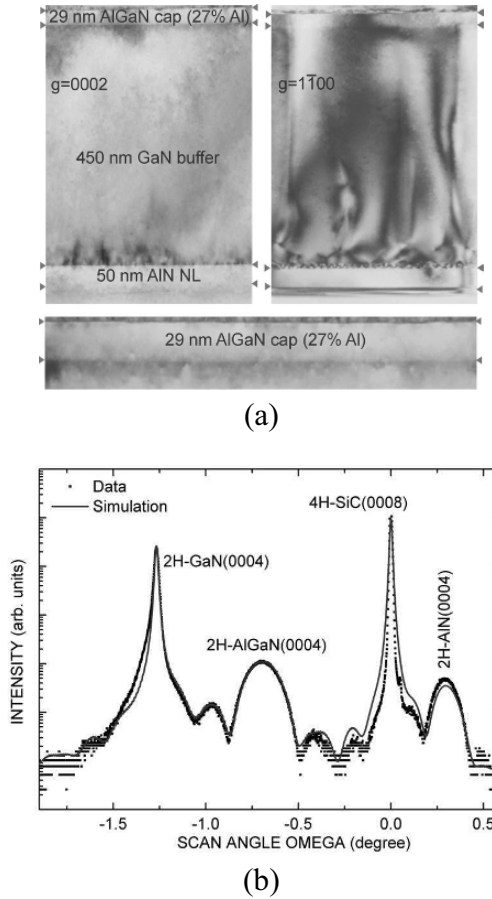 29 nm AlGaN cap (27% Al)
g=0002
g=11̅00
450 nm GaN buffer
50 nm AlN NL
29 nm AlGaN cap (27% Al)
(a)
Data
Simulation
4H-SiC(0008)
2H-GaN(0004)
2H-AlGaN(0004)
2H-AlN(0004)
INTENSITY (arb. units)
-1.5 -1.0 -0.5 0.0 0.5
SCAN ANGLE OMEGA (degree)
(b)